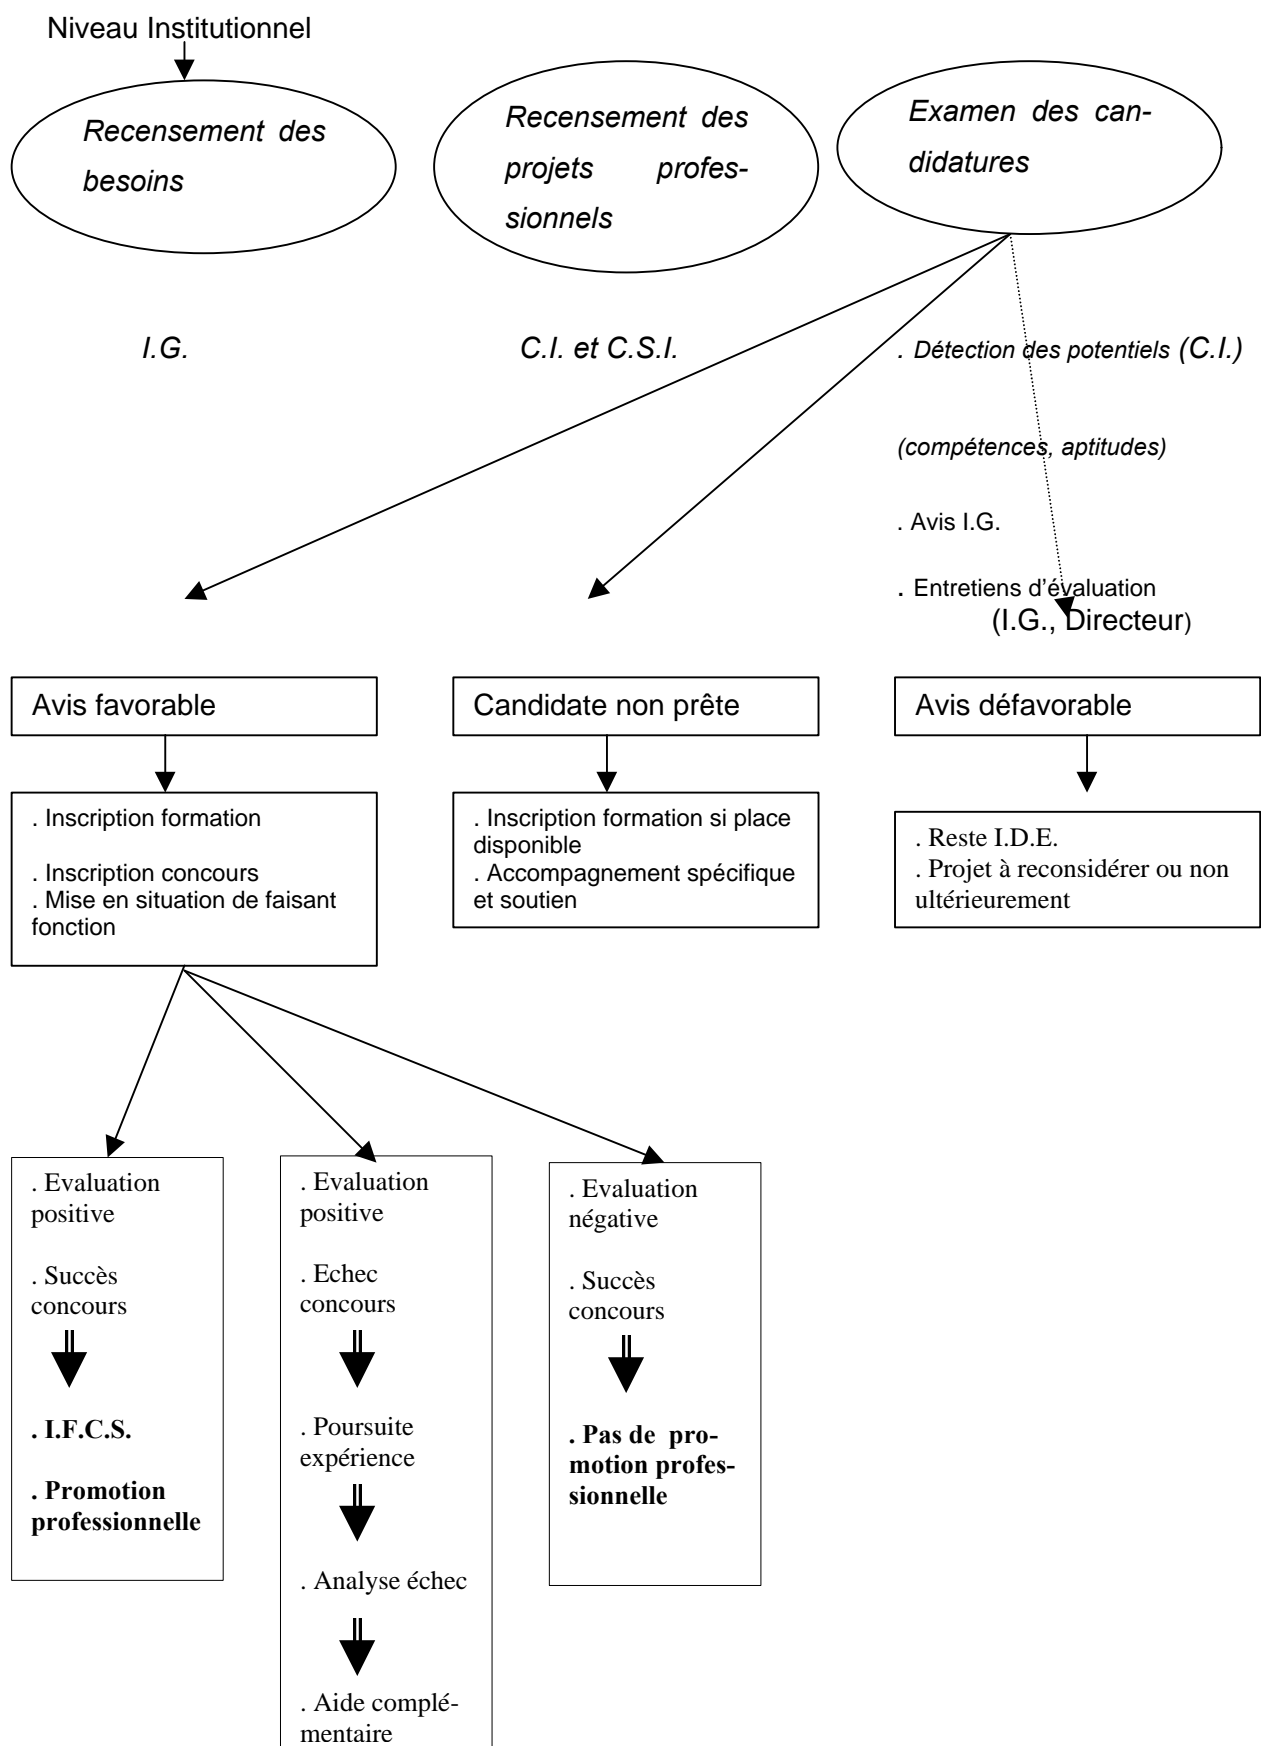 Niveau Institutionnel
Recensement des
besoins
Recensement des
projets profes-
sionnels
Examen des can-
didatures
I.G.
C.I. et C.S.I.
. Détection des potentiels (C.I.)
(compétences, aptitudes)
. Avis I.G.
. Entretiens d'évaluation
(I.G., Directeur)
Avis favorable
Candidate non prête
Avis défavorable
. Inscription formation
. Inscription concours
. Mise en situation de faisant
fonction
. Inscription formation si place
disponible
. Accompagnement spécifique
et soutien
. Reste I.D.E.
. Projet à reconsidérer ou non
ultérieurement
. Evaluation
positive
. Succès
concours
. I.F.C.S.
. Promotion
professionnelle
. Evaluation
positive
. Echec
concours
. Poursuite
expérience
. Analyse échec
. Aide complé-
mentaire
. Evaluation
négative
. Succès
concours
. Pas de pro-
motion profes-
sionnelle